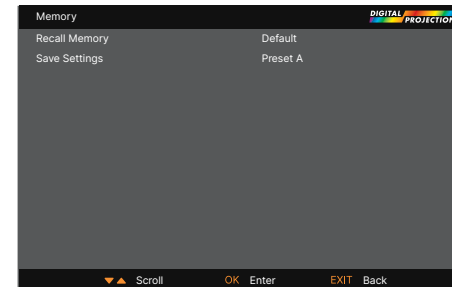 Memory
DIGITAL
PROJECTION
Recall Memory Default
Save Settings Preset A
▼▲ Scroll OK Enter EXIT Back